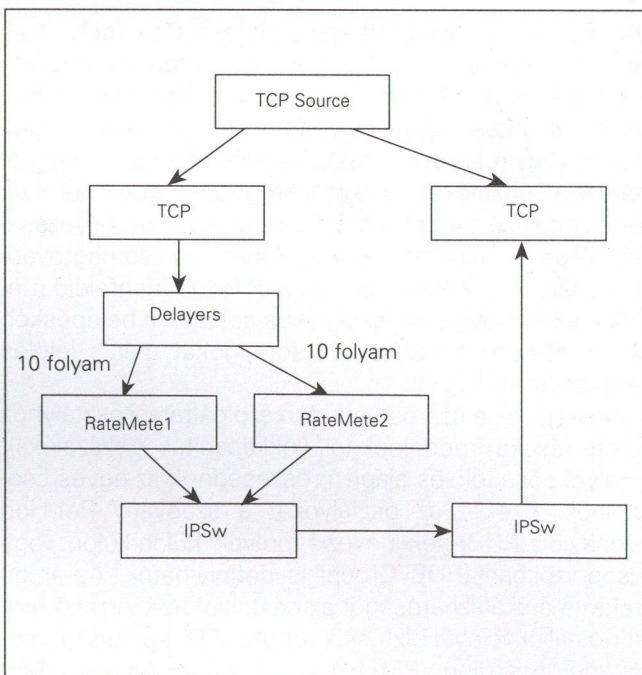 TCP Source
TCP
TCP
Delayers
10 folyam
10 folyam
RateMete1
RateMete2
IPSw
IPSw